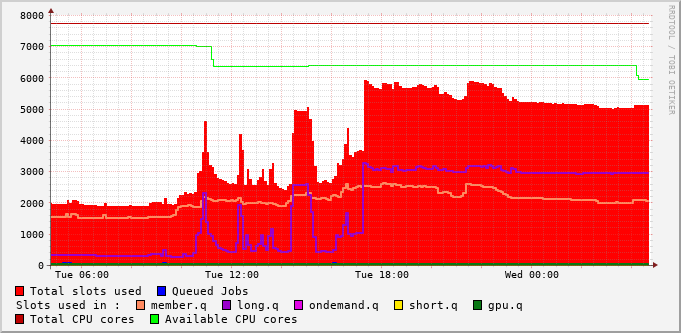 8000
7000
6000
5000
4000
3000
2000
1000
0
Tue 06:00 Tue 12:00 Tue 18:00 Wed 00:00
RRDTOOL / TOBI OETIKER
Total slots used Queued Jobs
Slots used in : member.q long.q ondemand.q short.q gpu.q
Total CPU cores Available CPU cores